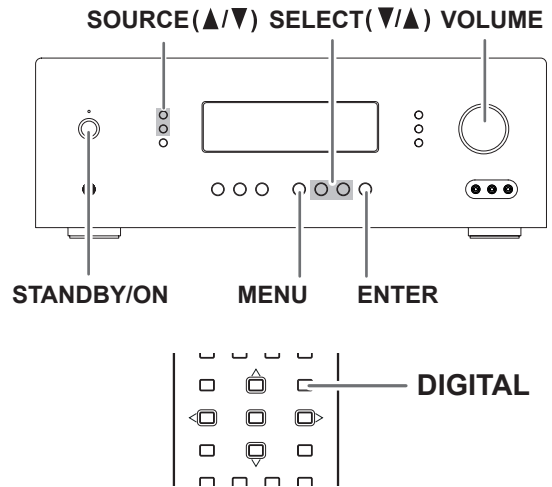 SOURCE(▲/▼) SELECT(▼/▲) VOLUME
STANDBY/ON MENU ENTER
DIGITAL